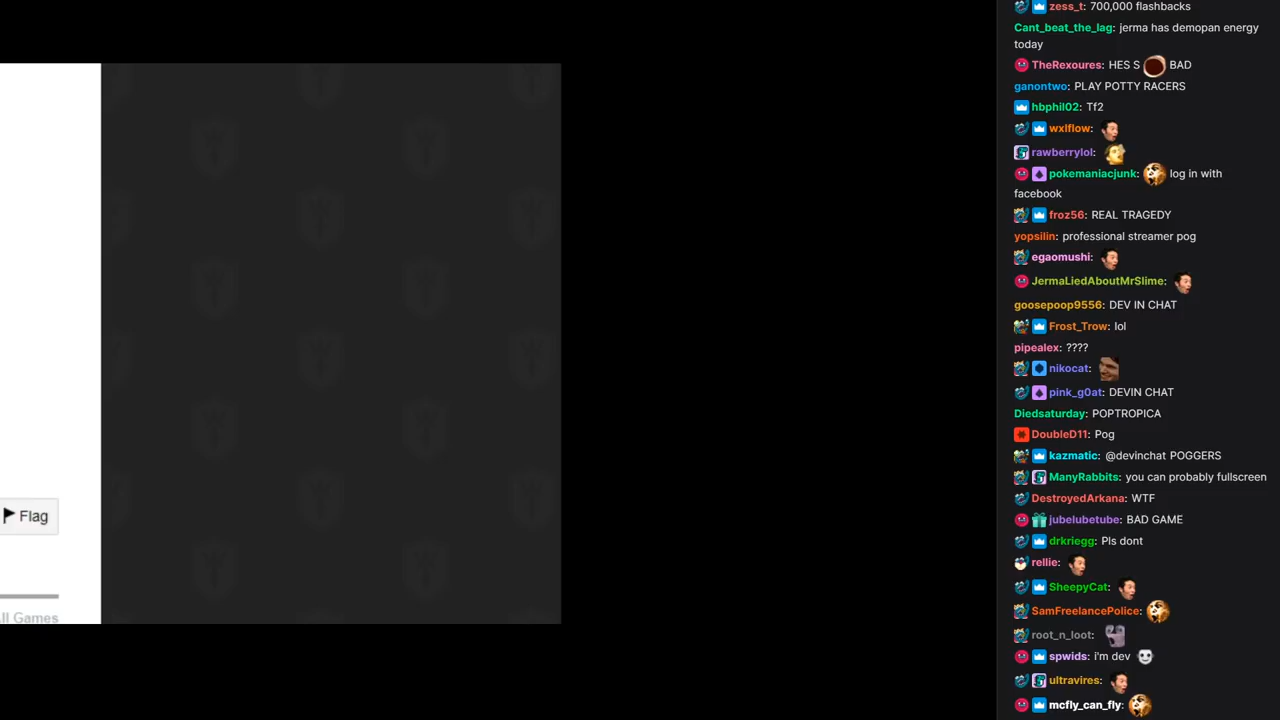 zess_t: 700,000 flashbacks
Cant_beat_the_lag: jerma has demopan energy
today
TheRexoures: HES S BAD
ganontwo: PLAY POTTY RACERS
hbphil02: Tf2
wxlflow:
rawberrylol:
pokemaniacjunk: log in with
facebook
froz56: REAL TRAGEDY
yopsilin: professional streamer pog
egaomushi:
JermaLiedAboutMrSlime:
goosepoop9556: DEV IN CHAT
Frost_Trow: lol
pipealex: ????
nikocat:
pink_g0at: DEVIN CHAT
Diedsaturday: POPTROPICA
DoubleD11: Pog
kazmatic: @devinchat POGGERS
ManyRabbits: you can probably fullscreen
DestroyedArkana: WTF
Flag
jubelubetube: BAD GAME
drkriegg: Pls dont
rellie:
SheepyCat:
SamFreelancePolice:
ll Games
root_n_loot:
spwids: i'm dev
ultravires:
mcfly_can_fly: